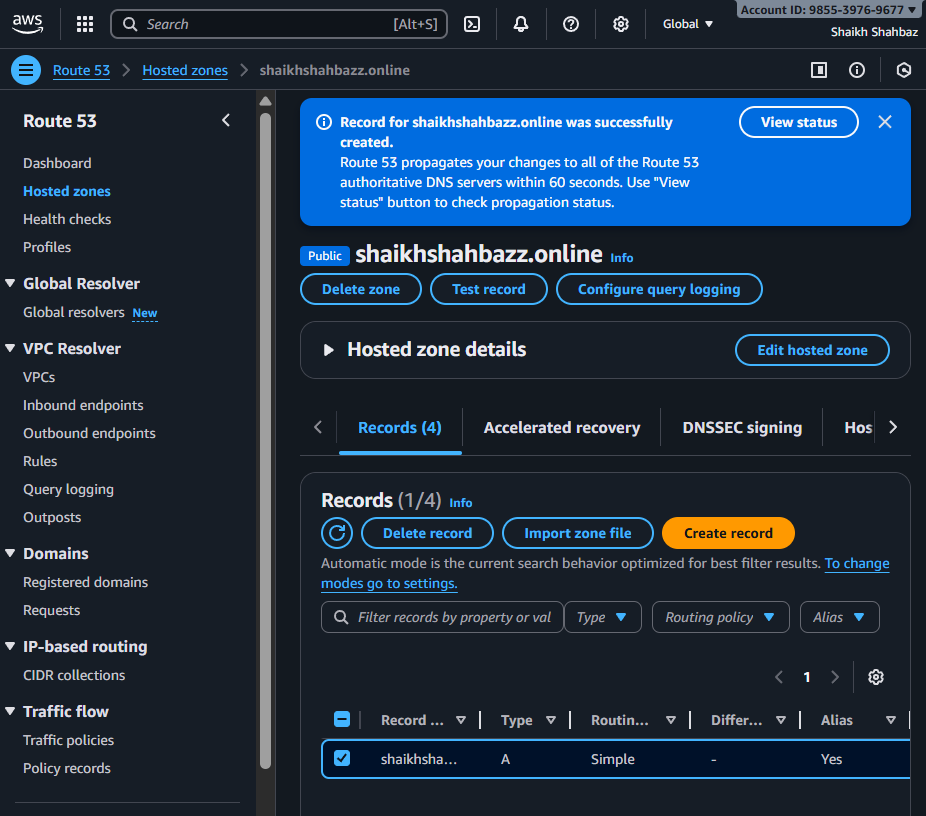 aws
Search [Alt+S]
Global
Account ID: 9855-3976-9677
Shaikh Shahbaz
Route 53 Hosted zones shaikhshahbazz.online
Route 53
Dashboard
Hosted zones
Health checks
Profiles
Global Resolver
Global resolvers New
VPC Resolver
VPCs
Inbound endpoints
Outbound endpoints
Rules
Query logging
Outposts
Domains
Registered domains
Requests
IP-based routing
CIDR collections
Traffic flow
Traffic policies
Policy records
Record for shaikhshahbazz.online was successfully
created.
Route 53 propagates your changes to all of the Route 53
authoritative DNS servers within 60 seconds. Use "View
status" button to check propagation status.
View status
Public shaikhshahbazz.online Info
Delete zone Test record Configure query logging
Hosted zone details Edit hosted zone
Records (4) Accelerated recovery DNSSEC signing Hos
Records (1/4) Info
Delete record Import zone file Create record
Automatic mode is the current search behavior optimized for best filter results. To change
modes go to settings.
Filter records by property or val Type Routing policy Alias
1
Record ... Type Routin... Differ... Alias
shaikhsha... A Simple - Yes